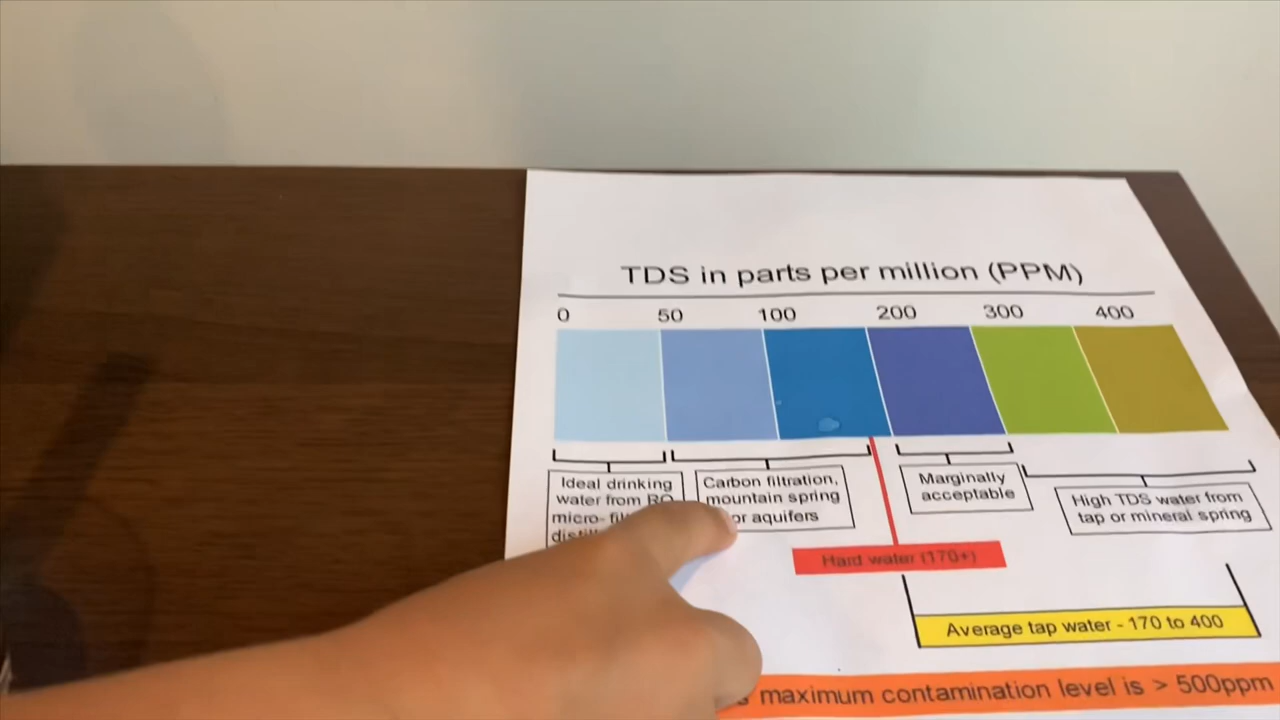 TDS in parts per million (PPM)
0 50 100 200 300 400
Ideal drinking
water from RO
micro-
Carbon filtration,
mountain spring
or aquifers
Marginally
acceptable
High TDS water from
tap or mineral spring
Hard water (170+)
Average tap water - 170 to 400
maximum contamination level is > 500ppm